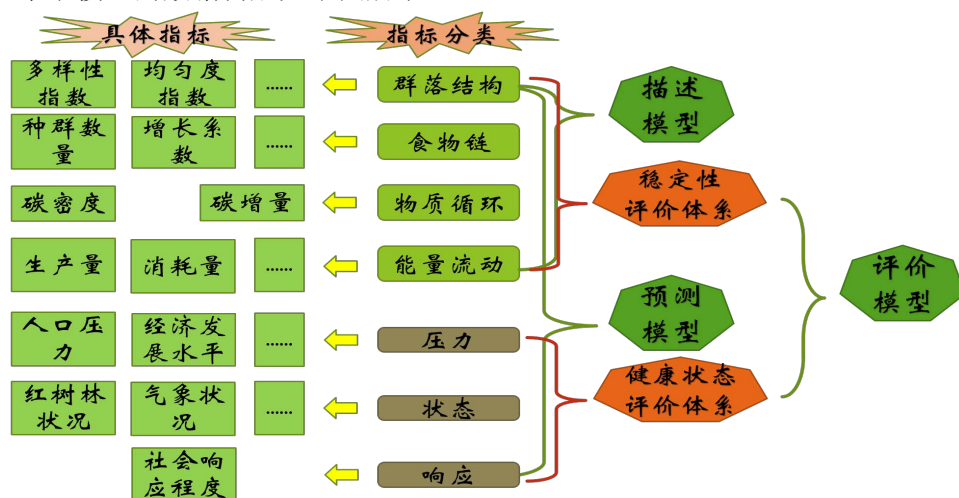 具体指标
指标分类
多样性
指数
均匀度
指数
……
群落结构
描述
模型
种群数
量
增长系
数
……
食物链
碳密度
碳增量
物质循环
稳定性
评价体系
生产量
消耗量
……
能量流动
评价
模型
预测
模型
人口压
力
经济发
展水平
……
压力
健康状态
评价体系
红树林
状况
气象状
况
……
状态
社会响
应程度
响应